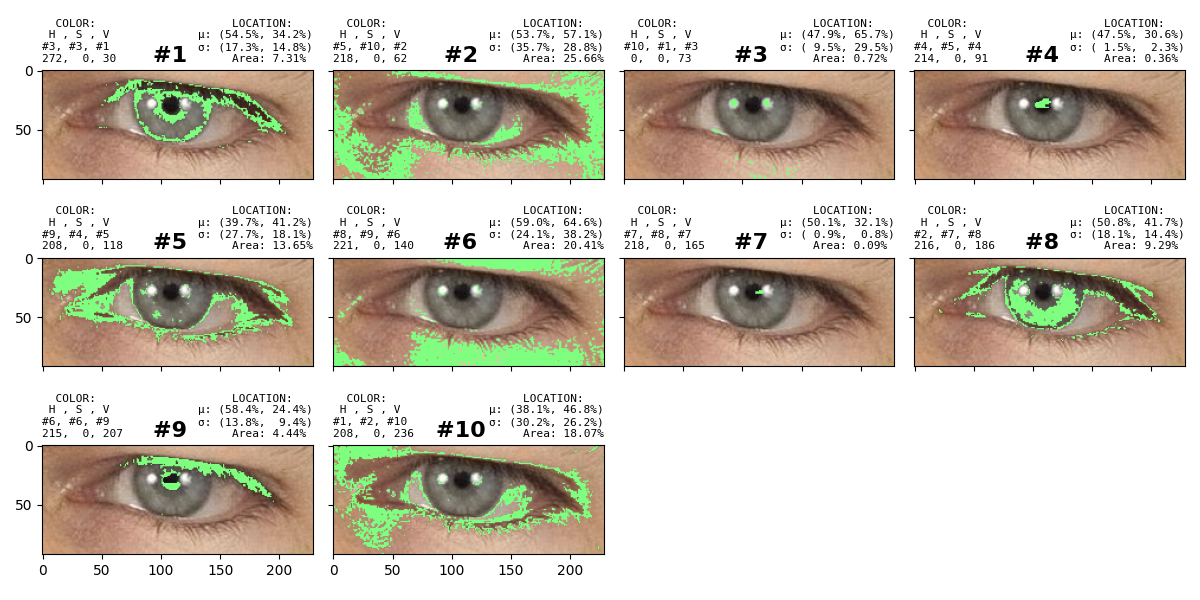 COLOR: LOCATION:
H , S , V μ: (54.5%, 34.2%)
#3, #3, #1 σ: (17.3%, 14.8%)
272, 0, 30 #1 Area: 7.31%
COLOR: LOCATION:
H , S , V μ: (53.7%, 57.1%)
#5, #10, #2 σ: (35.7%, 28.8%)
218, 0, 62 #2 Area: 25.66%
COLOR: LOCATION:
H , S , V μ: (47.9%, 65.7%)
#10, #1, #3 σ: ( 9.5%, 29.5%)
0, 0, 73 #3 Area: 0.72%
COLOR: LOCATION:
H , S , V μ: (47.5%, 30.6%)
#4, #5, #4 σ: ( 1.5%, 2.3%)
214, 0, 91 #4 Area: 0.36%
0
50
COLOR: LOCATION:
H , S , V μ: (39.7%, 41.2%)
#9, #4, #5 σ: (27.7%, 18.1%)
208, 0, 118 #5 Area: 13.65%
COLOR: LOCATION:
H , S , V μ: (59.0%, 64.6%)
#8, #9, #6 σ: (24.1%, 38.2%)
221, 0, 140 #6 Area: 20.41%
COLOR: LOCATION:
H , S , V μ: (50.1%, 32.1%)
#7, #8, #7 σ: ( 0.9%, 0.8%)
218, 0, 165 #7 Area: 0.09%
COLOR: LOCATION:
H , S , V μ: (50.8%, 41.7%)
#2, #7, #8 σ: (18.1%, 14.4%)
216, 0, 186 #8 Area: 9.29%
0
50
COLOR: LOCATION:
H , S , V μ: (58.4%, 24.4%)
#6, #6, #9 σ: (13.8%, 9.4%)
215, 0, 207 #9 Area: 4.44%
COLOR: LOCATION:
H , S , V μ: (38.1%, 46.8%)
#1, #2, #10 σ: (30.2%, 26.2%)
208, 0, 236 #10 Area: 18.07%
0
50
0 50 100 150 200
0 50 100 150 200